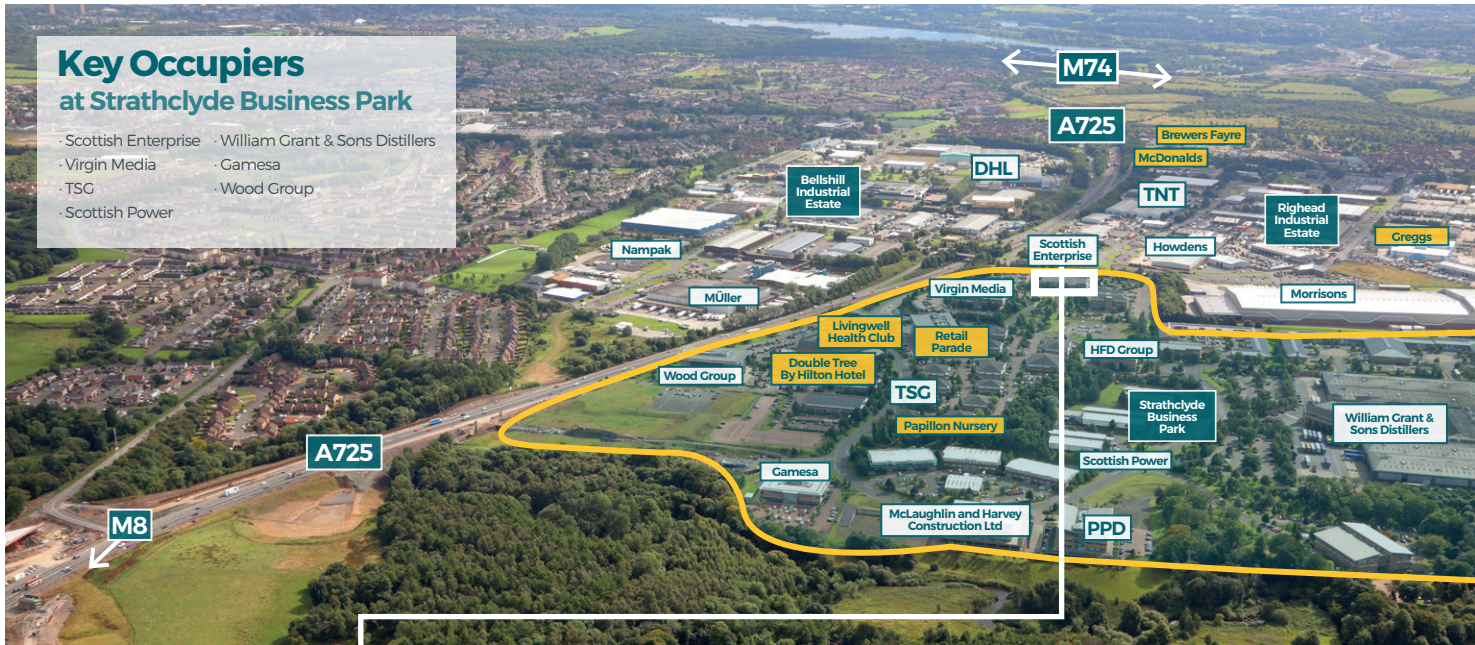 Key Occupiers
at Strathclyde Business Park
· Scottish Enterprise
· Virgin Media
· TSG
· Scottish Power
· William Grant & Sons Distillers
· Gamesa
· Wood Group
M74
A725
Brewers Fayre
McDonalds
DHL
TNT
Bellshill
Industrial
Estate
Righead
Industrial
Estate
Greggs
Nampak
Scottish
Enterprise
Howdens
MÜller
Virgin Media
Morrisons
Livingwell
Health Club
Retail
Parade
HFD Group
Wood Group
Double Tree
By Hilton Hotel
TSG
Strathclyde
Business
Park
William Grant &
Sons Distillers
Papillon Nursery
A725
Scottish Power
Gamesa
McLaughlin and Harvey
Construction Ltd
PPD
M8